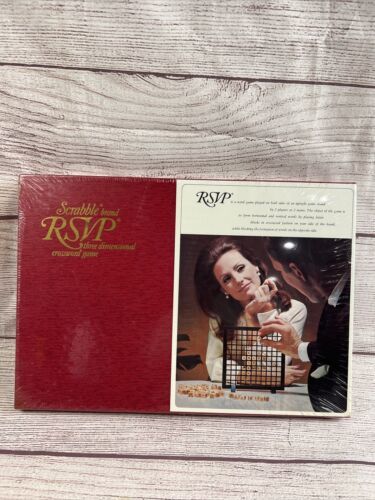 Scrabble® brand
RSVP®
three dimensional
crossword game
RSVP® is a word game played on both sides of an upright game board
by 2 players or 2 teams. The object of the game is
to form horizontal and vertical words by placing letter
blocks in crossword pattern on your side of the board,
while blocking the formation of words on the opposite side.